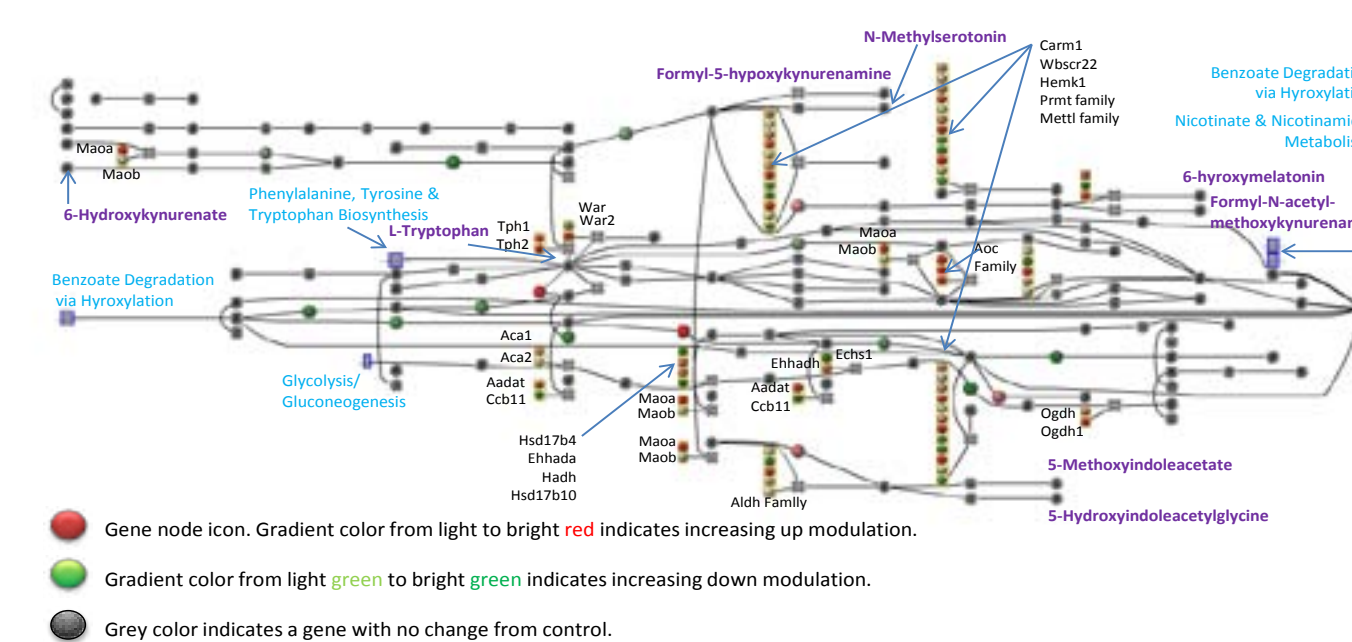 N-Methylserotonin
Formyl-5-hypoxykynurenamine
Carm1
Wbscr22
Hemk1
Prmt family
Mettl family
Benzoate Degradati
via Hyroxylati
Nicotinate & Nicotinamic
Metabolis
Maoa
Maob
6-Hydroxykynurenate
Phenylalanine, Tyrosine &
Tryptophan Biosynthesis
L-Tryptophan
Tph1
Tph2
War
War2
Maoa
Maob
Aoc
Family
6-hyroxymelatonin
Formyl-N-acetyl-
methoxykynurenar
Benzoate Degradation
via Hyroxylation
Glycolysis/
Gluconeogenesis
Aca1
Aca2
Aadat
Ccb11
Hsd17b4
Ehhada
Hadh
Hsd17b10
Maoa
Maob
Maoa
Maob
Ehhadh
Echs1
Aadat
Ccb11
Aldh Famlly
Ogdh
Ogdh1
5-Methoxyindoleacetate
5-Hydroxyindoleacetylglycine
Gene node icon. Gradient color from light to bright red indicates increasing up modulation.
Gradient color from light green to bright green indicates increasing down modulation.
Grey color indicates a gene with no change from control.